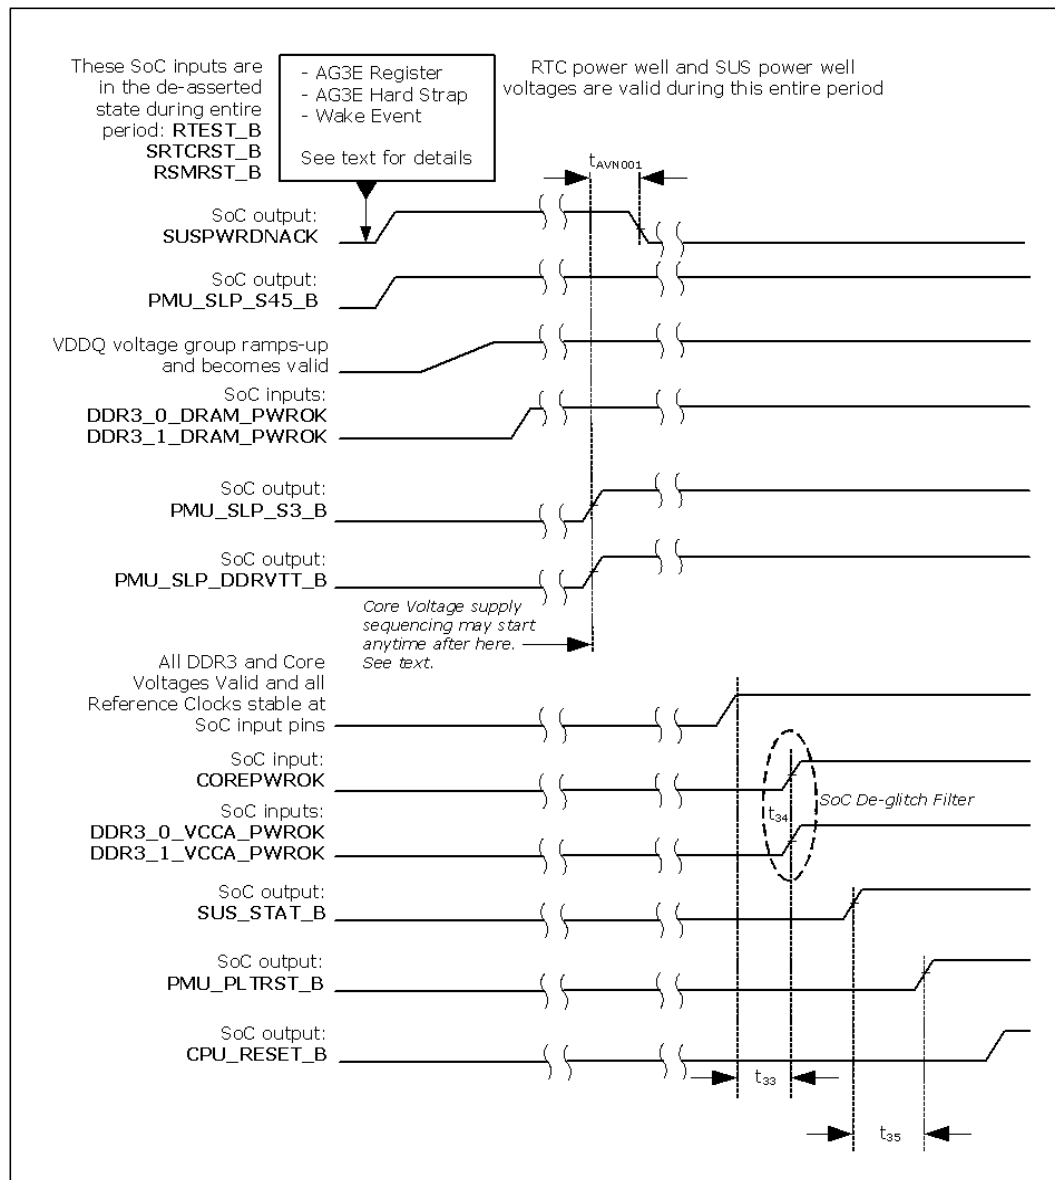 These SoC inputs are
in the de-asserted
state during entire
period: RTEST_B
SRTCRST_B
RSMRST_B
- AG3E Register
- AG3E Hard Strap
- Wake Event
See text for details
RTC power well and SUS power well
voltages are valid during this entire period
tAVN001
SoC output:
SUSPWRDNACK
SoC output:
PMU_SLP_S45_B
VDDQ voltage group ramps-up
and becomes valid
SoC inputs:
DDR3_0_DRAM_PWROK
DDR3_1_DRAM_PWROK
SoC output:
PMU_SLP_S3_B
SoC output:
PMU_SLP_DDRVTT_B
Core Voltage supply
sequencing may start
anytime after here.
See text.
All DDR3 and Core
Voltages Valid and all
Reference Clocks stable at
SoC input pins
SoC input:
COREPWROK
SoC De-glitch Filter
t34
SoC inputs:
DDR3_0_VCCA_PWROK
DDR3_1_VCCA_PWROK
SoC output:
SUS_STAT_B
SoC output:
PMU_PLTRST_B
SoC output:
CPU_RESET_B
t33
t35